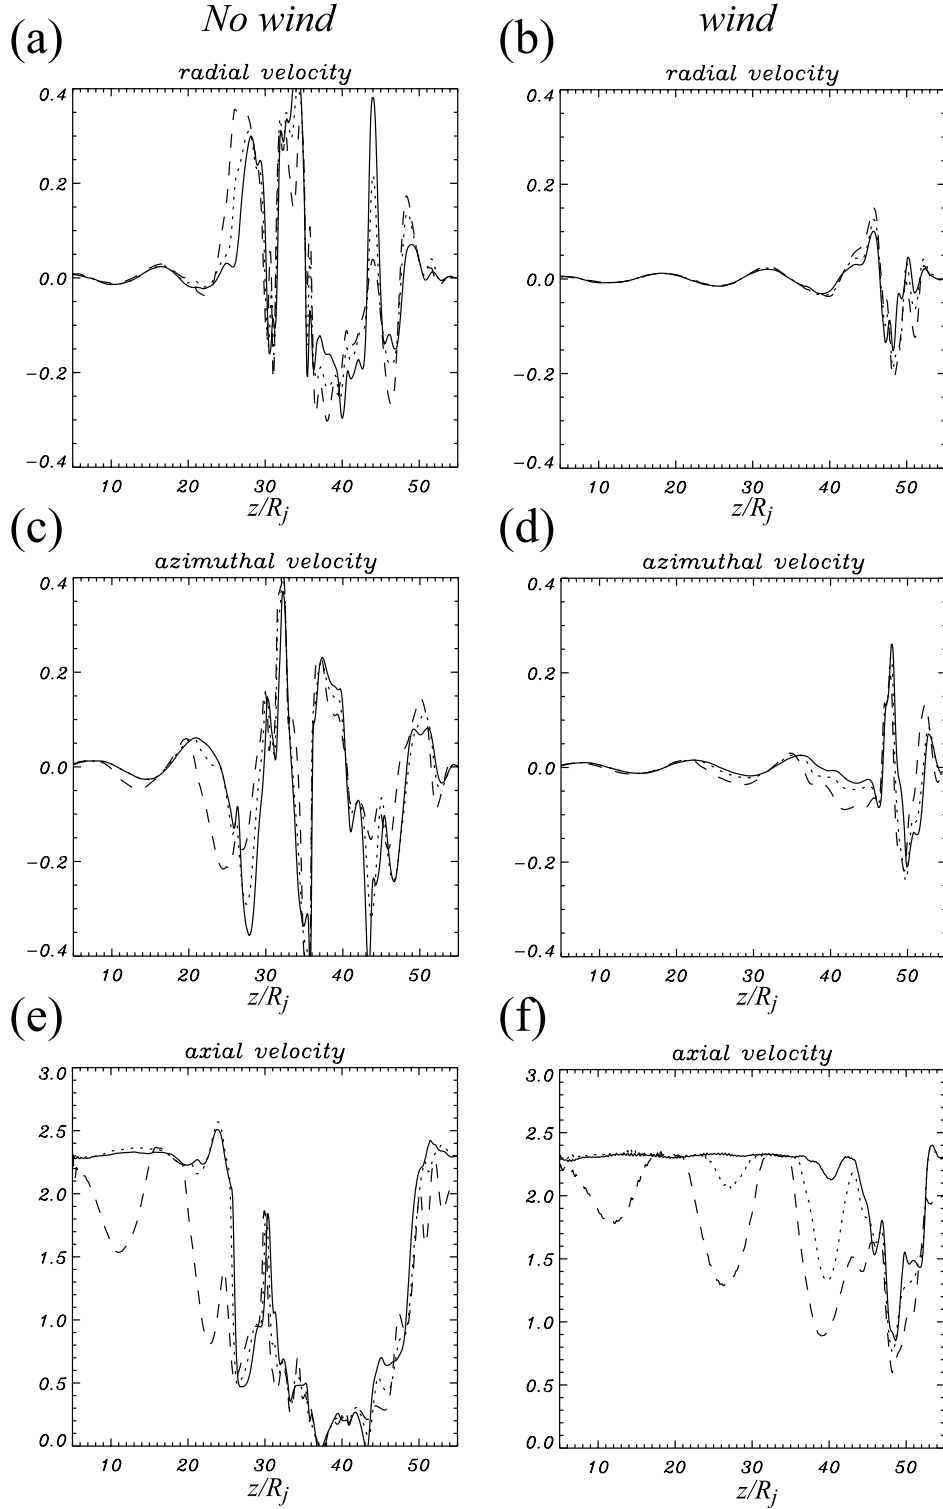 No wind
wind
(a)
(b)
radial velocity
radial velocity
0.4
0.2
0.0
−0.2
−0.4
10 20 30 40 50
z/Rj
0.4
0.2
0.0
−0.2
−0.4
10 20 30 40 50
z/Rj
(c)
(d)
azimuthal velocity
azimuthal velocity
0.4
0.2
0.0
−0.2
−0.4
10 20 30 40 50
z/Rj
0.4
0.2
0.0
−0.2
−0.4
10 20 30 40 50
z/Rj
(e)
(f)
axial velocity
axial velocity
3.0
2.5
2.0
1.5
1.0
0.5
0.0
10 20 30 40 50
z/Rj
3.0
2.5
2.0
1.5
1.0
0.5
0.0
10 20 30 40 50
z/Rj